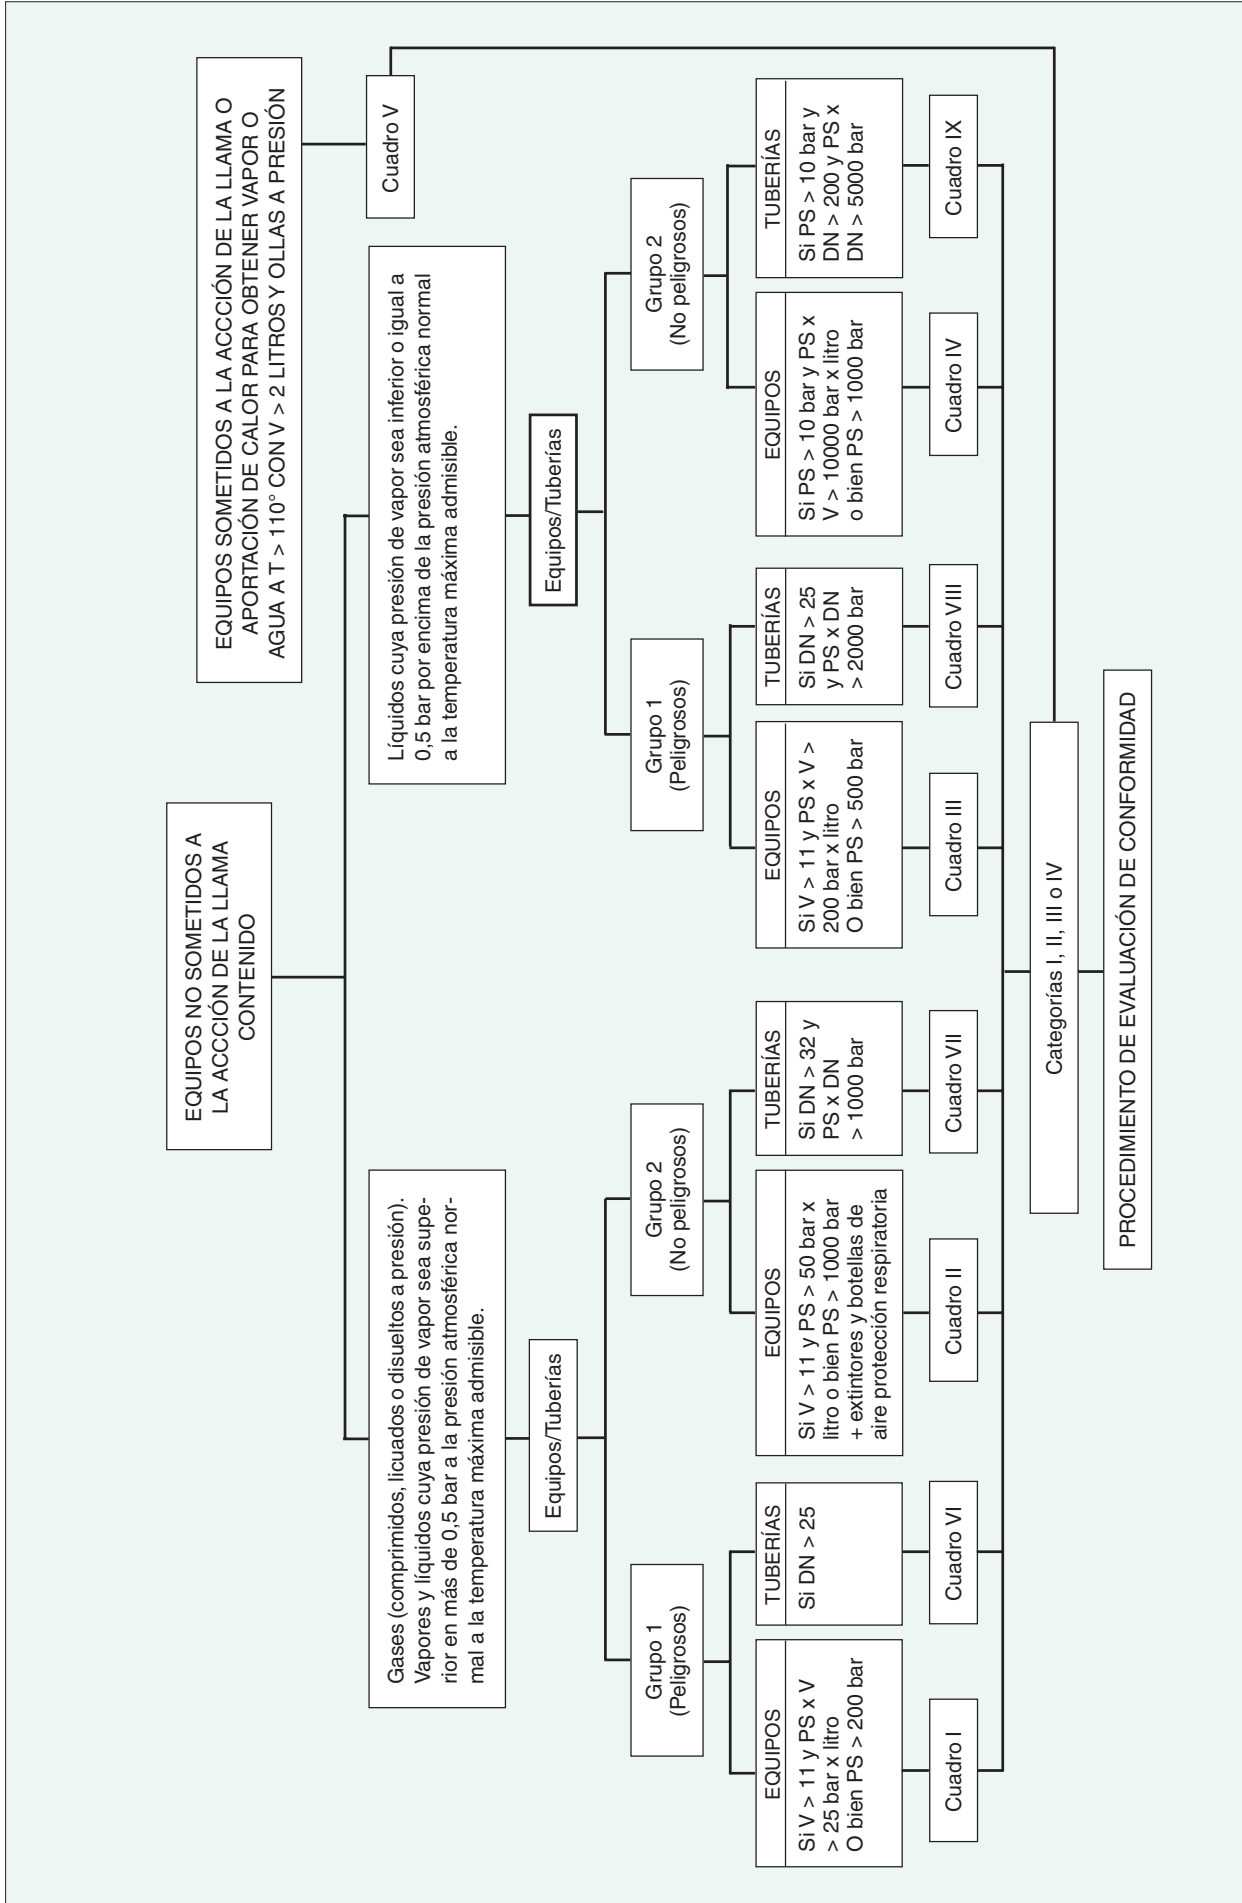 EQUIPOS NO SOMETIDOS A
LA ACCCIÓN DE LA LLAMA
CONTENIDO
EQUIPOS SOMETIDOS A LA ACCCIÓN DE LA LLAMA O
APORTACIÓN DE CALOR PARA OBTENER VAPOR O
AGUA A T > 110° CON V > 2 LITROS Y OLLAS A PRESIÓN
Gases (comprimidos, licuados o disueltos a presión).
Vapores y líquidos cuya presión de vapor sea supe-
rior en más de 0,5 bar a la presión atmosférica nor-
mal a la temperatura máxima admisible.
Líquidos cuya presión de vapor sea inferior o igual a
0,5 bar por encima de la presión atmosférica normal
a la temperatura máxima admisible.
Cuadro V
Equipos/Tuberías
Equipos/Tuberías
Grupo 1
(Peligrosos)
Grupo 2
(No peligrosos)
Grupo 1
(Peligrosos)
Grupo 2
(No peligrosos)
EQUIPOS
Si V > 11 y PS x V
> 25 bar x litro
O bien PS > 200 bar
TUBERÍAS
Si DN > 25
EQUIPOS
Si V > 11 y PS > 50 bar x
litro o bien PS > 1000 bar
+ extintores y botellas de
aire protección respiratoria
TUBERÍAS
Si DN > 32 y
PS x DN
> 1000 bar
EQUIPOS
Si V > 11 y PS x V >
200 bar x litro
O bien PS > 500 bar
TUBERÍAS
Si DN > 25
y PS x DN
> 2000 bar
EQUIPOS
Si PS > 10 bar y PS x
V > 10000 bar x litro
o bien PS > 1000 bar
TUBERÍAS
Si PS > 10 bar y
DN > 200 y PS x
DN > 5000 bar
Cuadro I
Cuadro VI
Cuadro II
Cuadro VII
Cuadro III
Cuadro VIII
Cuadro IV
Cuadro IX
Categorías I, II, III o IV
PROCEDIMIENTO DE EVALUACIÓN DE CONFORMIDAD